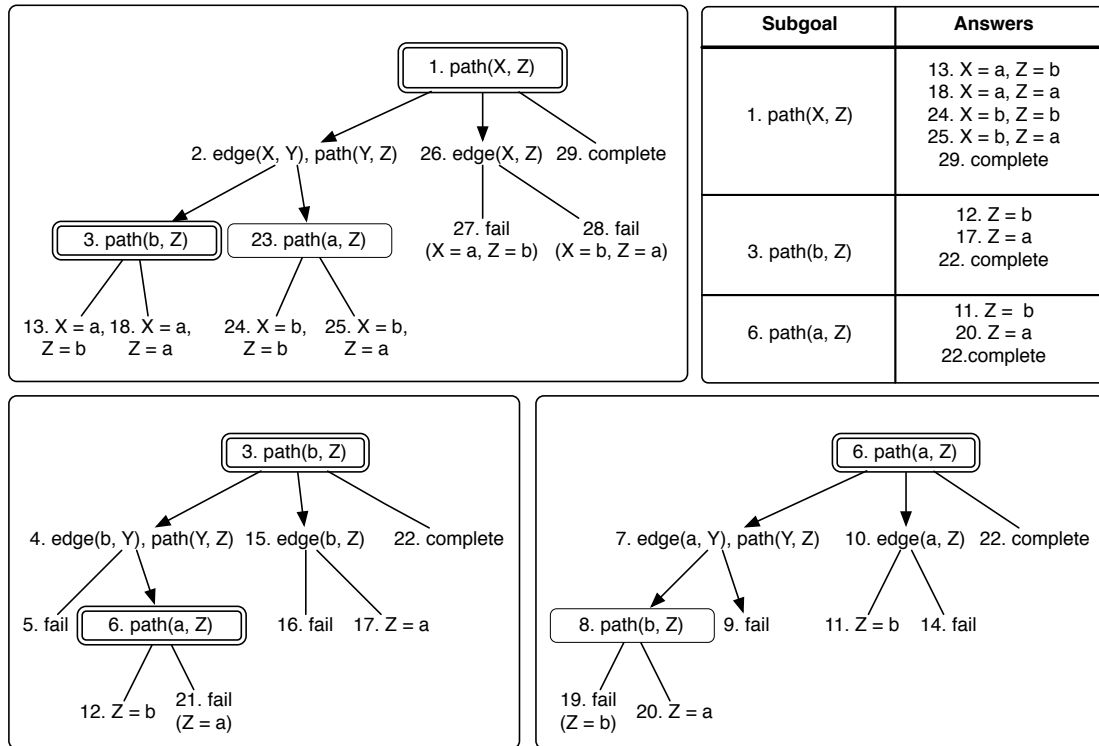 1. path(X, Z)
2. edge(X, Y), path(Y, Z)
26. edge(X, Z)
29. complete
3. path(b, Z)
23. path(a, Z)
27. fail
(X = a, Z = b)
28. fail
(X = b, Z = a)
13. X = a,
Z = b
18. X = a,
Z = a
24. X = b,
Z = b
25. X = b,
Z = a
Subgoal
Answers
1. path(X, Z)
13. X = a, Z = b
18. X = a, Z = a
24. X = b, Z = b
25. X = b, Z = a
29. complete
3. path(b, Z)
12. Z = b
17. Z = a
22. complete
6. path(a, Z)
11. Z = b
20. Z = a
22.complete
3. path(b, Z)
4. edge(b, Y), path(Y, Z)
15. edge(b, Z)
22. complete
5. fail
6. path(a, Z)
16. fail
17. Z = a
12. Z = b
21. fail
(Z = a)
6. path(a, Z)
7. edge(a, Y), path(Y, Z)
10. edge(a, Z)
22. complete
8. path(b, Z)
9. fail
11. Z = b
14. fail
19. fail
(Z = b)
20. Z = a